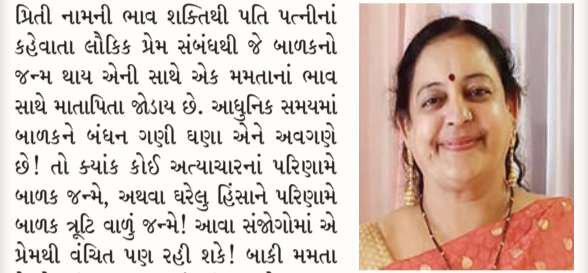 પ્રિતી નામની ભાવ શક્તિથી પતિ પત્નીનાં
કહેવાતા લૌકિક પ્રેમ સંબંધથી જે બાળકનો
જન્મ થાય એની સાથે એક મમતાનાં ભાવ
સાથે માતાપિતા જોડાય છે. આધુનિક સમયમાં
બાળકને બંધન ગણી ઘણા એને અવગણે
છે! તો ક્યાંક કોઈ અત્યાચારનાં પરિણામે
બાળક જન્મે, અથવા ઘરેલુ હિંસાને પરિણામે
બાળક ત્રૂટિ વાળું જન્મે! આવા સંજોગોમાં એ
પ્રેમથી વંચિત પણ રહી શકે! બાકી મમતા